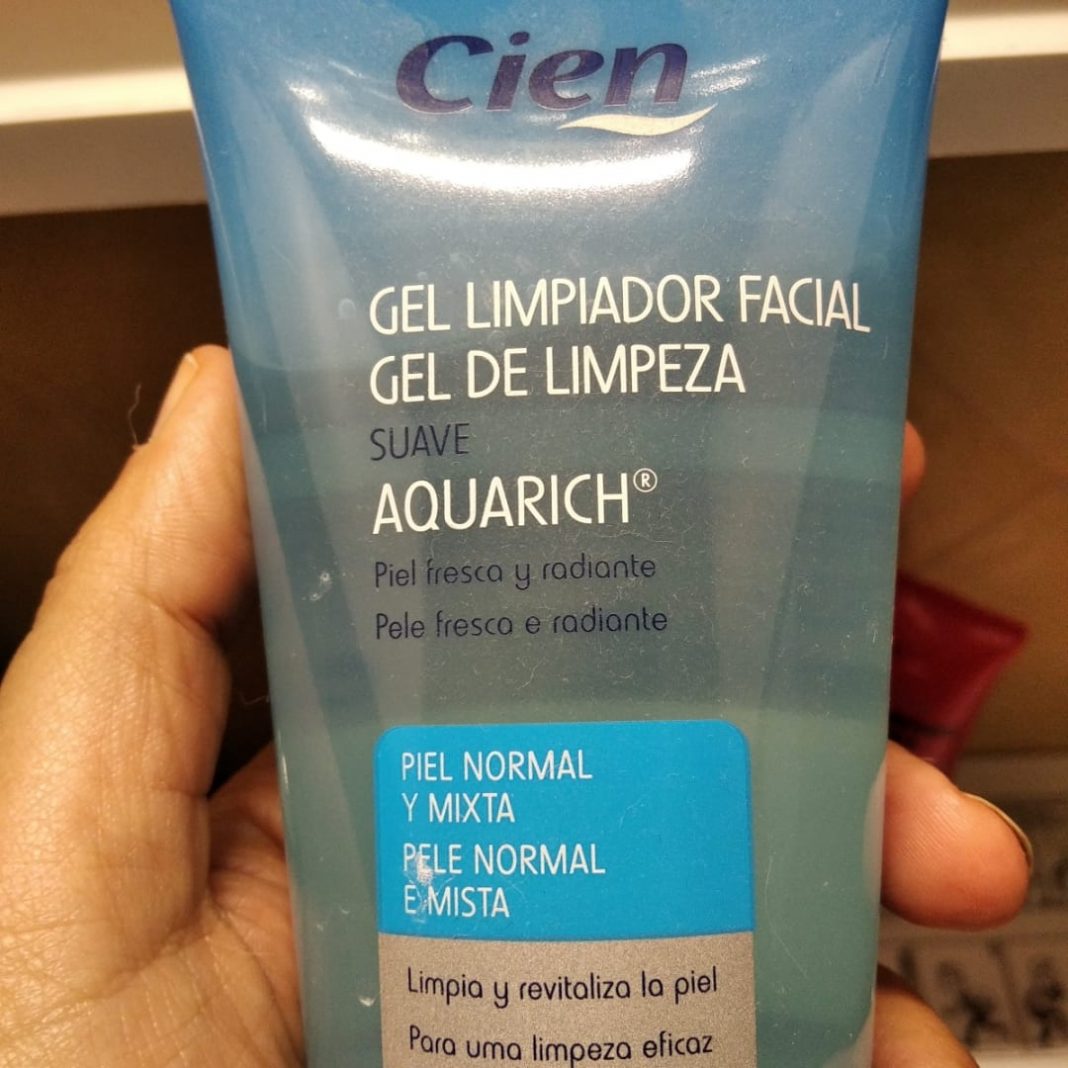 Cien
GEL LIMPIADOR FACIAL
GEL DE LIMPEZA
SUAVE
AQUARICH®
Piel fresca y radiante
Pele fresca e radiante
PIEL NORMAL
Y MIXTA
PELE NORMAL
E MISTA
Limpia y revitaliza la piel
Para uma limpeza eficaz